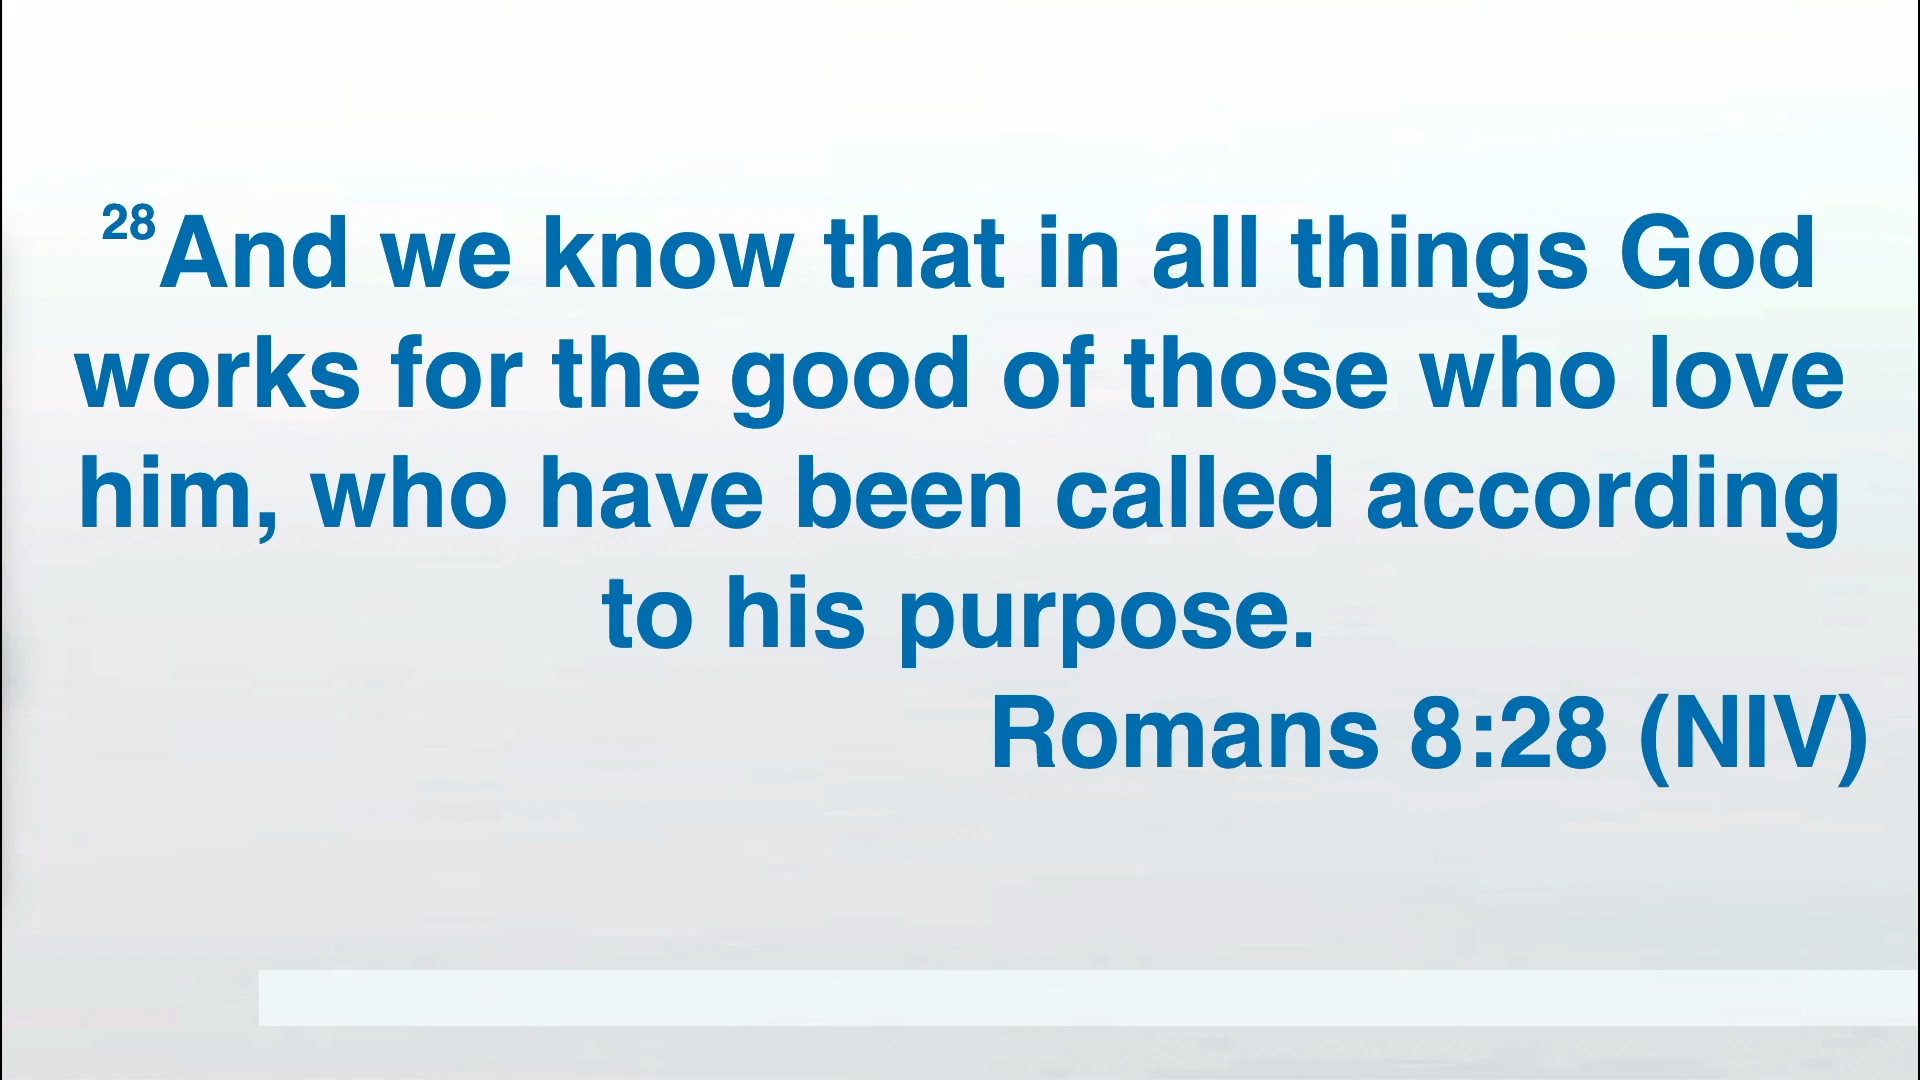 28And we know that in all things God
works for the good of those who love
him, who have been called according
to his purpose.
Romans 8:28 (NIV)